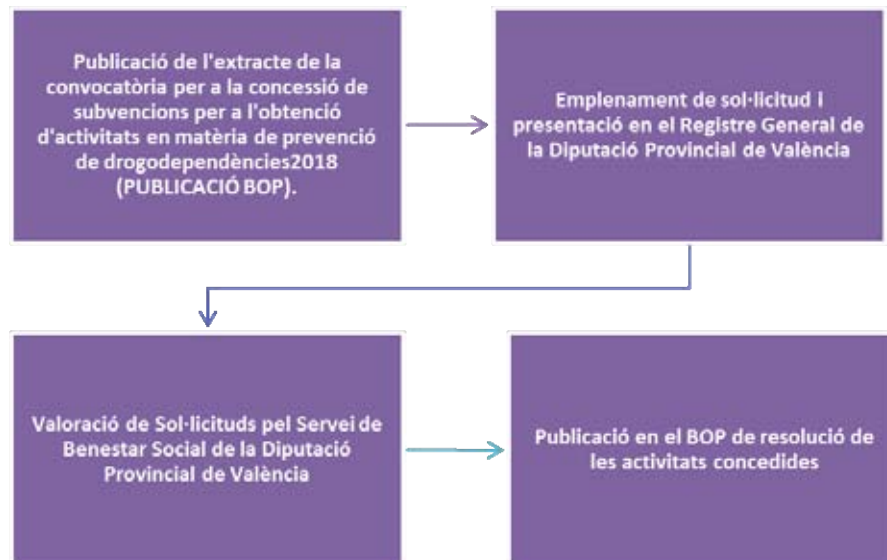 Publicació de l'extracte de la
convocatòria per a la concessió de
subvencions per a l'obtenció
d'activitats en matèria de prevenció
de drogodependències2018
(PUBLICACIÓ BOP).
Emplenament de sol·licitud i
presentació en el Registre General de
la Diputació Provincial de València
Valoració de Sol·licituds pel Servei de
Benestar Social de la Diputació
Provincial de València
Publicació en el BOP de resolució de
les activitats concedides